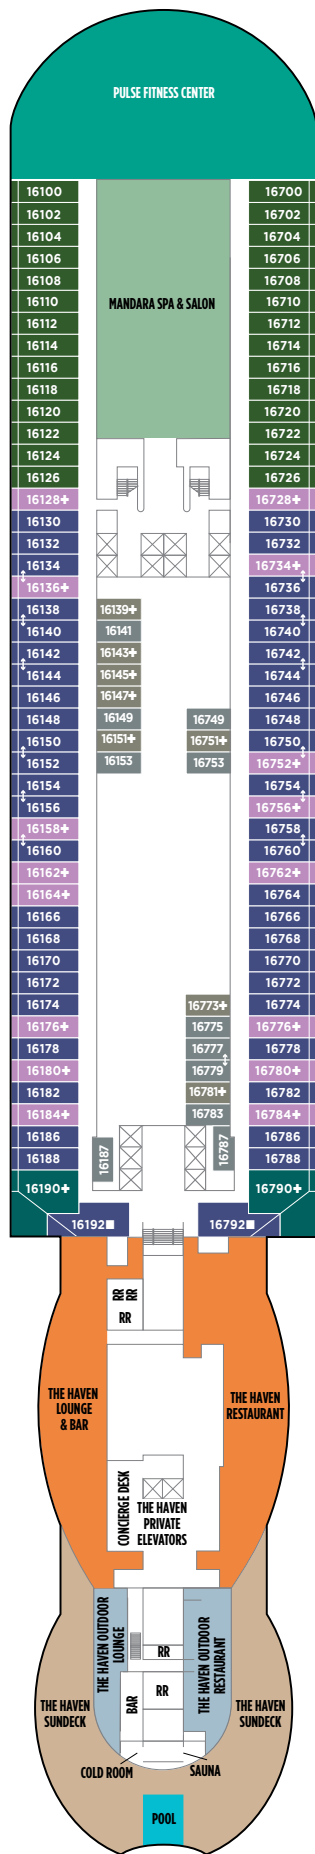 PULSE FITNESS CENTER
MANDARA SPA & SALON
16100 16700
16102 16702
16104 16704
16106 16706
16108 16708
16110 16710
16112 16712
16114 16714
16116 16716
16118 16718
16120 16720
16122 16722
16124 16724
16126 16726
16128+ 16728+
16130 16730
16132 16732
16134 16734+
16136+ 16736
16138 16139+ 16738
16140 16141 16740
16142 16143+ 16742
16144 16145+ 16744
16146 16147+ 16746
16148 16149 16749 16748
16150 16151+ 16751+ 16750
16152 16153 16753 16752+
16154 16754
16156 16756+
16158+ 16758
16160 16760
16162+ 16762+
16164+ 16764
16166 16766
16168 16768
16170 16770
16172 16772
16174 16773+ 16774
16176+ 16775 16776+
16178 16777 16778
16180+ 16779 16780+
16182 16781+ 16782
16184+ 16783 16784+
16186 16786
16188 16187 16787 16788
16190+ 16790+
16192■ 16792■
RR RR
RR
THE HAVEN
LOUNGE
& BAR
THE HAVEN
RESTAURANT
CONCIERGE DESK
THE HAVEN
PRIVATE
ELEVATORS
THE HAVEN OUTDOOR
LOUNGE
THE HAVEN OUTDOOR
RESTAURANT
RR
RR
BAR
THE HAVEN
SUNDECK
THE HAVEN
SUNDECK
COLD ROOM
SAUNA
POOL